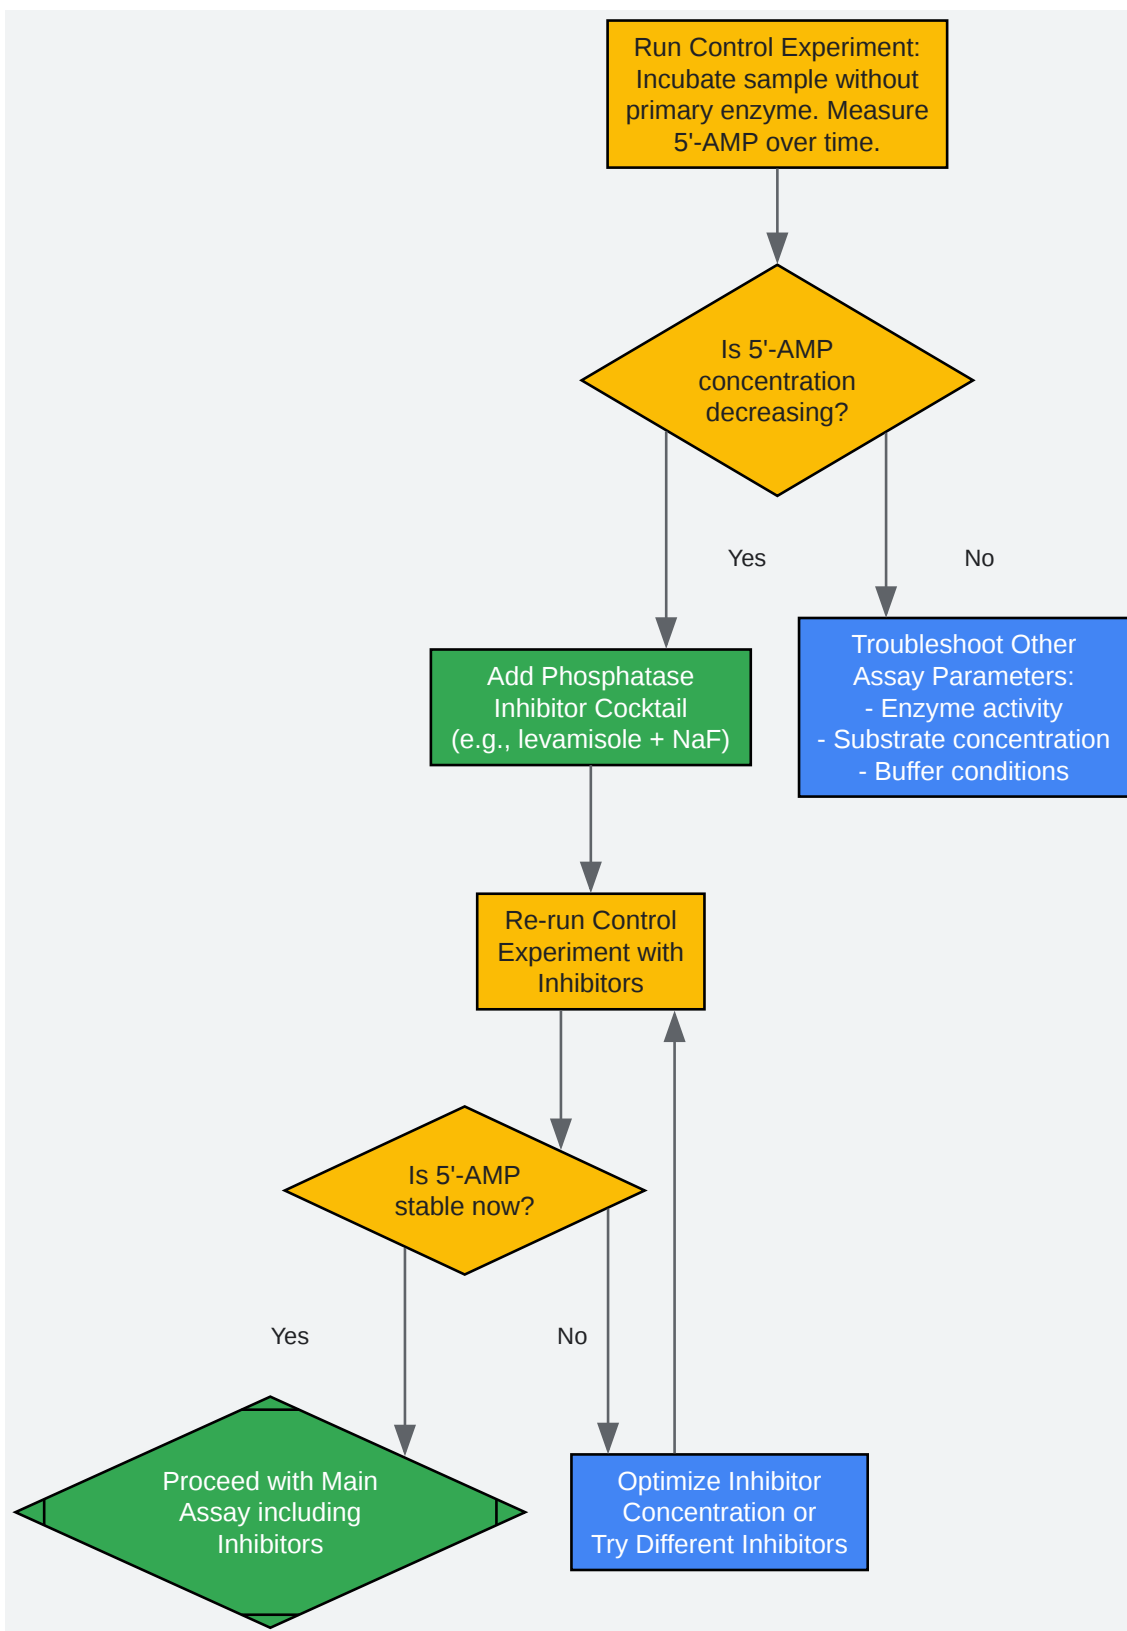 Run Control Experiment:
Incubate sample without
primary enzyme. Measure
5'-AMP over time.
Is 5'-AMP
concentration
decreasing?
Yes
No
Add Phosphatase
Inhibitor Cocktail
(e.g., levamisole + NaF)
Troubleshoot Other
Assay Parameters:
- Enzyme activity
- Substrate concentration
- Buffer conditions
Re-run Control
Experiment with
Inhibitors
Is 5'-AMP
stable now?
Yes
No
Proceed with Main
Assay including
Inhibitors
Optimize Inhibitor
Concentration or
Try Different Inhibitors